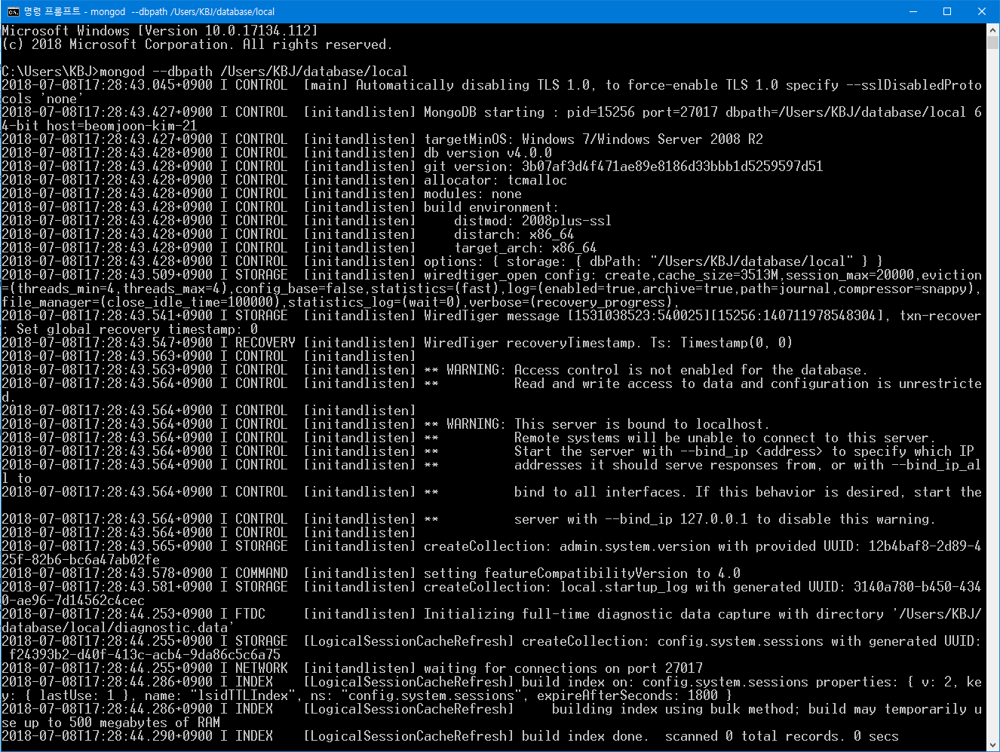 명령 프롬프트 - mongod  --dbpath /Users/KBJ/database/local
Microsoft Windows [Version 10.0.17134.112]
(c) 2018 Microsoft Corporation. All rights reserved.
C:\Users\KBJ>mongod --dbpath /Users/KBJ/database/local
2018-07-08T17:28:43.045+0900 I CONTROL  [main] Automatically disabling TLS 1.0, to force-enable TLS 1.0 specify --sslDisabledProto
cols 'none'
2018-07-08T17:28:43.427+0900 I CONTROL  [initandlisten] MongoDB starting : pid=15256 port=27017 dbpath=/Users/KBJ/database/local 6
4-bit host=beomjoon-kim-21
2018-07-08T17:28:43.427+0900 I CONTROL  [initandlisten] targetMinOS: Windows 7/Windows Server 2008 R2
2018-07-08T17:28:43.428+0900 I CONTROL  [initandlisten] db version v4.0.0
2018-07-08T17:28:43.428+0900 I CONTROL  [initandlisten] git version: 3b07af3d4f471ae89e8186d33bbb1d5259597d51
2018-07-08T17:28:43.428+0900 I CONTROL  [initandlisten] allocator: tcmalloc
2018-07-08T17:28:43.428+0900 I CONTROL  [initandlisten] modules: none
2018-07-08T17:28:43.428+0900 I CONTROL  [initandlisten] build environment:
2018-07-08T17:28:43.428+0900 I CONTROL  [initandlisten]     distmod: 2008plus-ssl
2018-07-08T17:28:43.428+0900 I CONTROL  [initandlisten]     distarch: x86_64
2018-07-08T17:28:43.428+0900 I CONTROL  [initandlisten]     target_arch: x86_64
2018-07-08T17:28:43.428+0900 I CONTROL  [initandlisten] options: { storage: { dbPath: "/Users/KBJ/database/local" } }
2018-07-08T17:28:43.509+0900 I STORAGE  [initandlisten] wiredtiger_open config: create,cache_size=3513M,session_max=20000,eviction
=(threads_min=4,threads_max=4),config_base=false,statistics=(fast),log=(enabled=true,archive=true,path=journal,compressor=snappy),
file_manager=(close_idle_time=100000),statistics_log=(wait=0),verbose=(recovery_progress),
2018-07-08T17:28:43.541+0900 I STORAGE  [initandlisten] WiredTiger message [1531038523:540025][15256:140711978548304], txn-recover
: Set global recovery timestamp: 0
2018-07-08T17:28:43.547+0900 I RECOVERY [initandlisten] WiredTiger recoveryTimestamp. Ts: Timestamp(0, 0)
2018-07-08T17:28:43.563+0900 I CONTROL  [initandlisten]
2018-07-08T17:28:43.563+0900 I CONTROL  [initandlisten] ** WARNING: Access control is not enabled for the database.
2018-07-08T17:28:43.564+0900 I CONTROL  [initandlisten] **          Read and write access to data and configuration is unrestricte
d.
2018-07-08T17:28:43.564+0900 I CONTROL  [initandlisten]
2018-07-08T17:28:43.564+0900 I CONTROL  [initandlisten] ** WARNING: This server is bound to localhost.
2018-07-08T17:28:43.564+0900 I CONTROL  [initandlisten] **          Remote systems will be unable to connect to this server.
2018-07-08T17:28:43.564+0900 I CONTROL  [initandlisten] **          Start the server with --bind_ip <address> to specify which IP
2018-07-08T17:28:43.564+0900 I CONTROL  [initandlisten] **          addresses it should serve responses from, or with --bind_ip_al
l to
2018-07-08T17:28:43.564+0900 I CONTROL  [initandlisten] **          bind to all interfaces. If this behavior is desired, start the
2018-07-08T17:28:43.564+0900 I CONTROL  [initandlisten] **          server with --bind_ip 127.0.0.1 to disable this warning.
2018-07-08T17:28:43.564+0900 I CONTROL  [initandlisten]
2018-07-08T17:28:43.565+0900 I STORAGE  [initandlisten] createCollection: admin.system.version with provided UUID: 12b4baf8-2d89-4
25f-82b6-bc6a47ab02fe
2018-07-08T17:28:43.578+0900 I COMMAND  [initandlisten] setting featureCompatibilityVersion to 4.0
2018-07-08T17:28:43.581+0900 I STORAGE  [initandlisten] createCollection: local.startup_log with generated UUID: 3140a780-b450-434
0-ae96-7d14562c4cec
2018-07-08T17:28:44.253+0900 I FTDC     [initandlisten] Initializing full-time diagnostic data capture with directory '/Users/KBJ/
database/local/diagnostic.data'
2018-07-08T17:28:44.255+0900 I STORAGE  [LogicalSessionCacheRefresh] createCollection: config.system.sessions with generated UUID:
 f24393b2-d40f-413c-acb4-9da86c5c6a75
2018-07-08T17:28:44.255+0900 I NETWORK  [initandlisten] waiting for connections on port 27017
2018-07-08T17:28:44.286+0900 I INDEX    [LogicalSessionCacheRefresh] build index on: config.system.sessions properties: { v: 2, ke
y: { lastUse: 1 }, name: "lsidTTLIndex", ns: "config.system.sessions", expireAfterSeconds: 1800 }
2018-07-08T17:28:44.286+0900 I INDEX    [LogicalSessionCacheRefresh]     building index using bulk method; build may temporarily u
se up to 500 megabytes of RAM
2018-07-08T17:28:44.290+0900 I INDEX    [LogicalSessionCacheRefresh] build index done.  scanned 0 total records. 0 secs